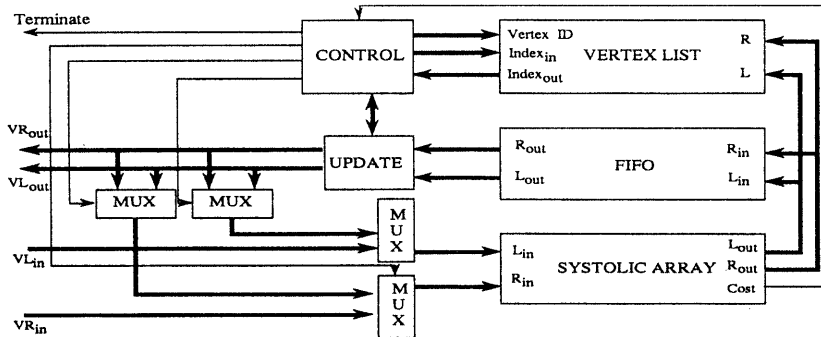 Terminate
CONTROL
Vertex ID
Index_in
Index_out
VERTEX LIST
R
L
VR_out
VL_out
UPDATE
R_out
L_out
FIFO
R_in
L_in
MUX
MUX
M
U
X
VL_in
L_in
R_in
SYSTOLIC ARRAY
L_out
R_out
Cost
M
U
X
VR_in